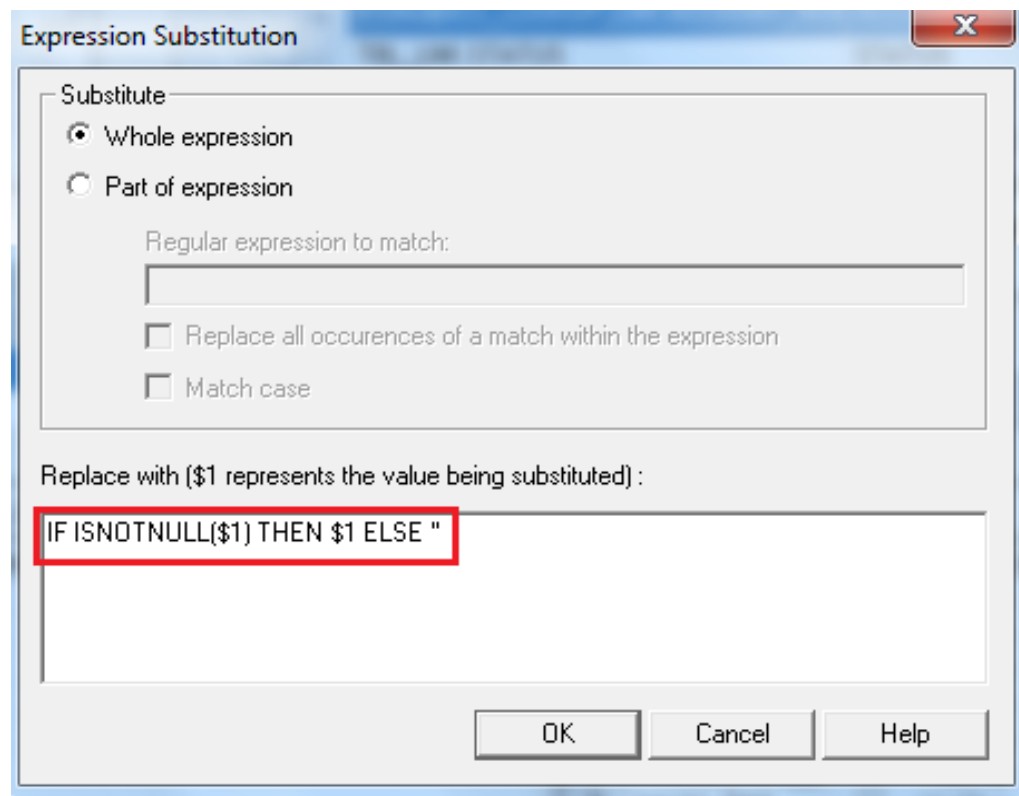 Expression Substitution
X
Substitute
Whole expression
Part of expression
Regular expression to match:
Replace all occurences of a match within the expression
Match case
Replace with ($1 represents the value being substituted) :
IF ISNOTNULL($1) THEN $1 ELSE ''
OK Cancel Help